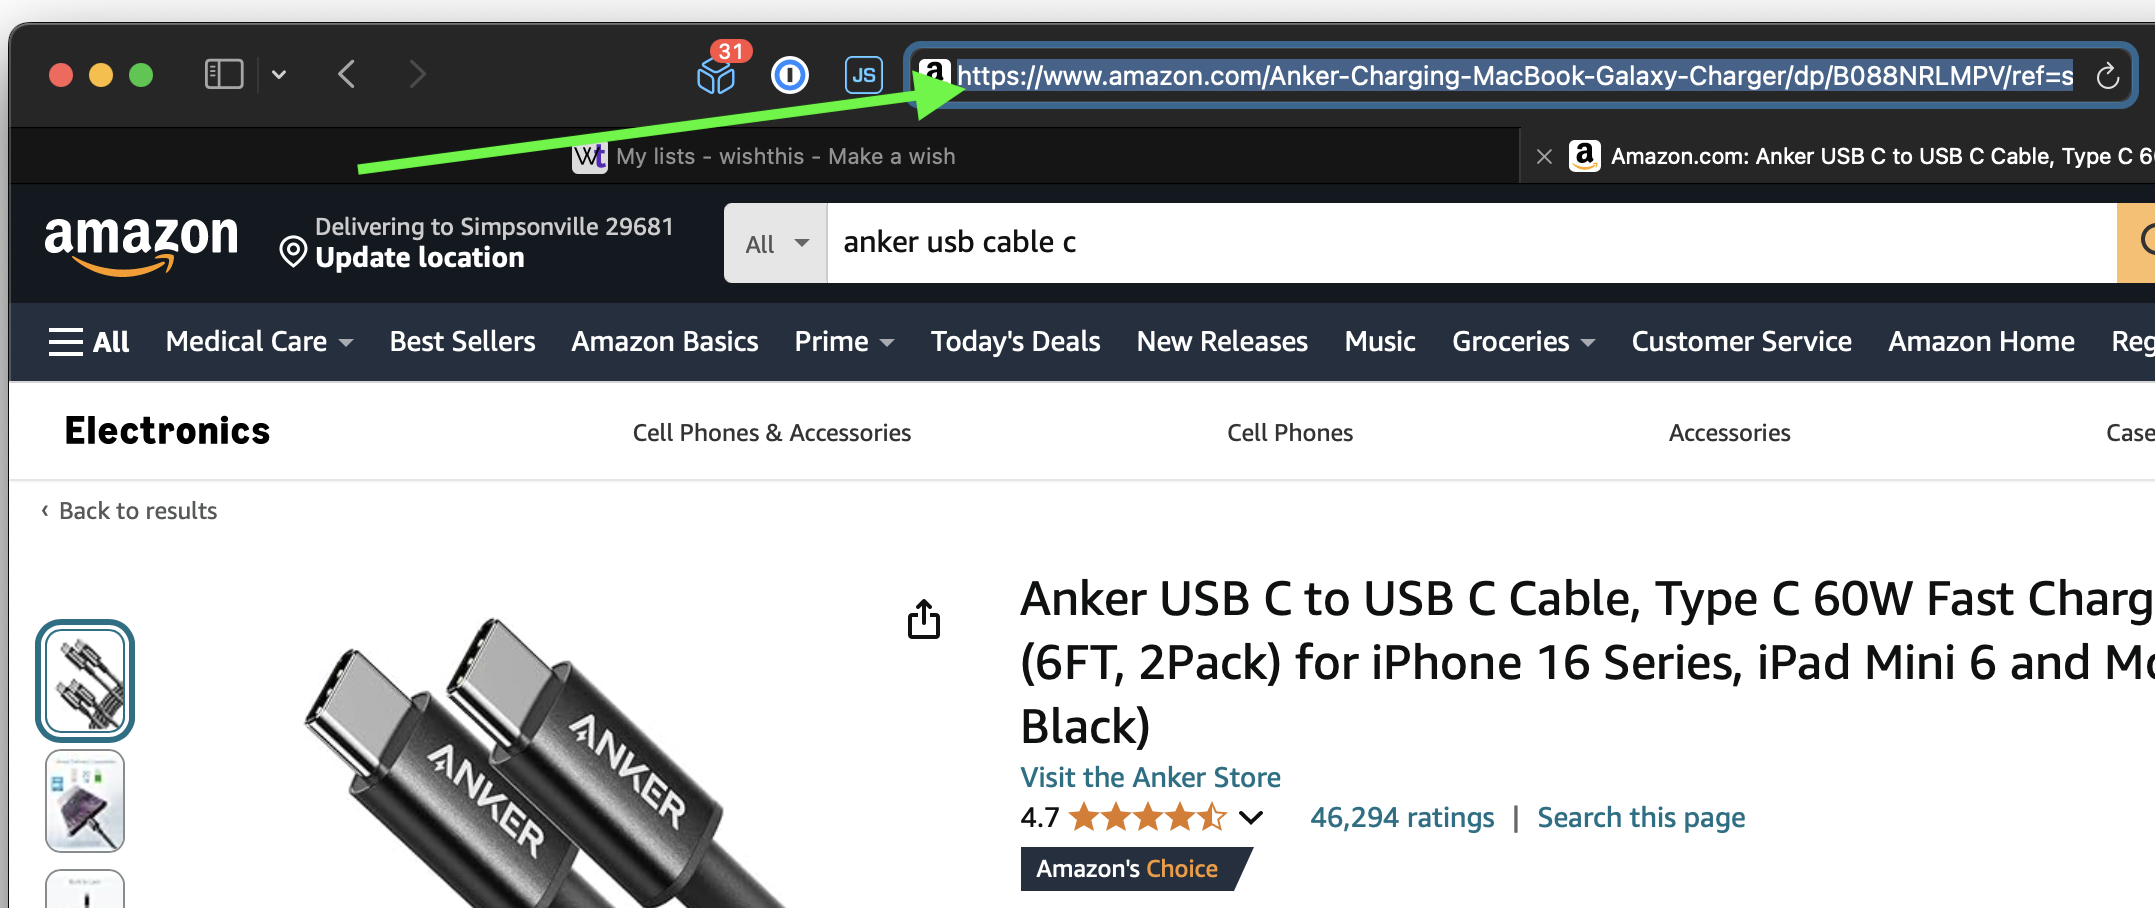 31
JS
https://www.amazon.com/Anker-Charging-MacBook-Galaxy-Charger/dp/B088NRLMPV/ref=s
wt My lists - wishthis - Make a wish
Amazon.com: Anker USB C to USB C Cable, Type C 6
amazon
Delivering to Simpsonville 29681
Update location
All
anker usb cable c
All Medical Care Best Sellers Amazon Basics Prime Today's Deals New Releases Music Groceries Customer Service Amazon Home Reg
Electronics Cell Phones & Accessories Cell Phones Accessories Case
‹ Back to results
Anker USB C to USB C Cable, Type C 60W Fast Charg
(6FT, 2Pack) for iPhone 16 Series, iPad Mini 6 and Mo
Black)
Visit the Anker Store
4.7 46,294 ratings | Search this page
Amazon's Choice
ANKER
ANKER